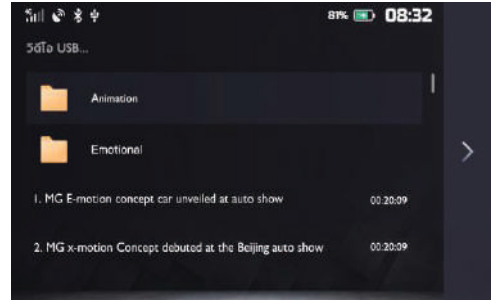 81% 08:32
วิดีโอ USB...
Animation
Emotional
1. MG E-motion concept car unveiled at auto show 00:20:09
2. MG x-motion Concept debuted at the Beijing auto show 00:20:09